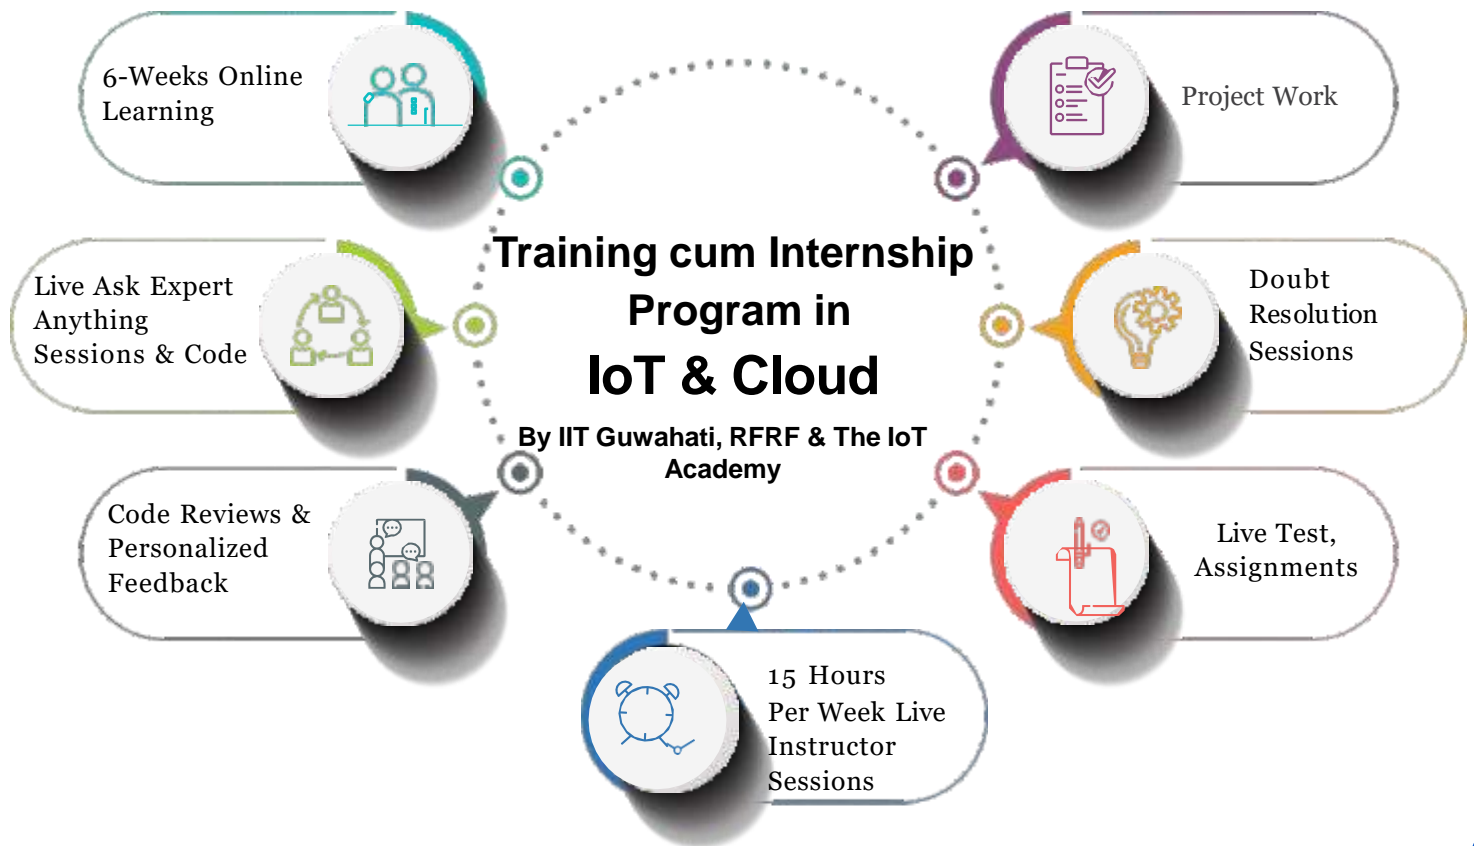 6-Weeks Online
Learning
Project Work
Training cum Internship
Program in
IoT & Cloud
By IIT Guwahati, RFRF & The IoT
Academy
Live Ask Expert
Anything
Sessions & Code
Doubt
Resolution
Sessions
Code Reviews &
Personalized
Feedback
Live Test,
Assignments
15 Hours
Per Week Live
Instructor
Sessions